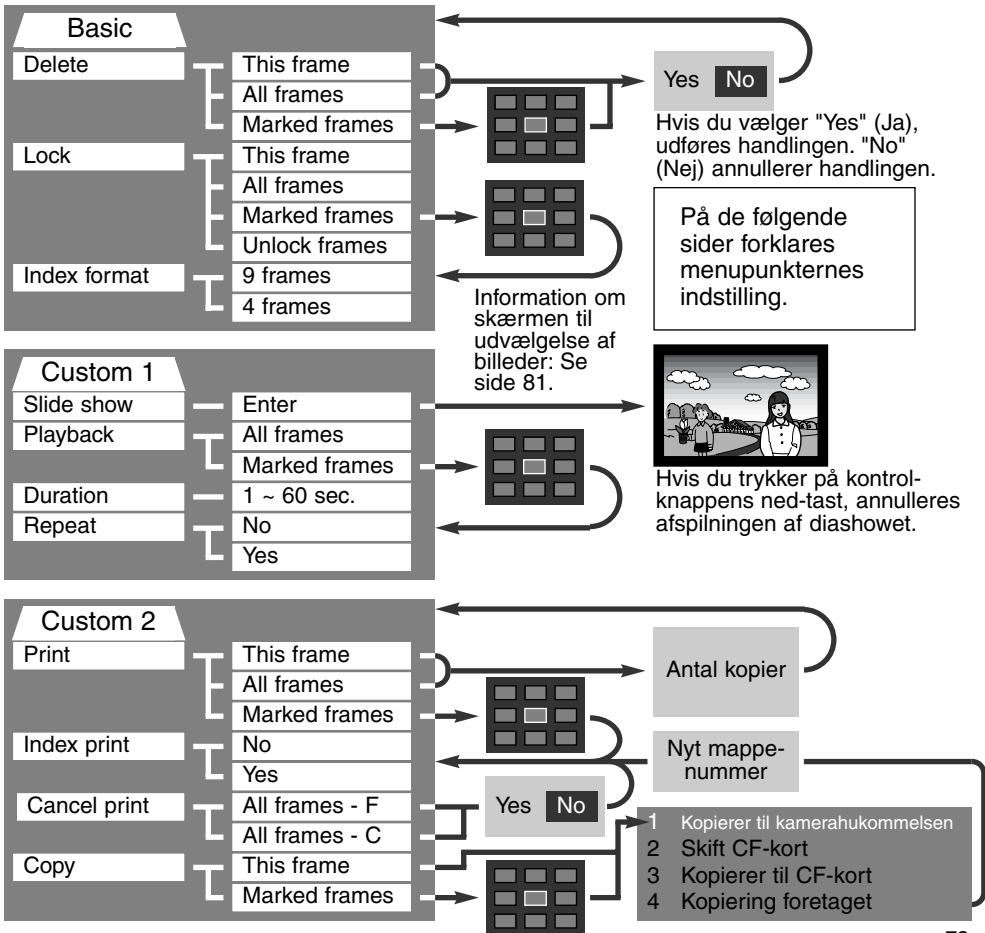 Basic
Delete
This frame
All frames
Marked frames
Lock
This frame
All frames
Marked frames
Unlock frames
Index format
9 frames
4 frames
Yes No
Hvis du vælger "Yes" (Ja),
udføres handlingen. "No"
(Nej) annullerer handlingen.
På de følgende
sider forklares
menupunkternes
indstilling.
Information om
skærmen til
udvælgelse af
billeder: Se
side 81.
Custom 1
Slide show
Enter
Playback
All frames
Marked frames
Duration
1 ~ 60 sec.
Repeat
No
Yes
Hvis du trykker på kontrol-
knappens ned-tast, annulleres
afspilningen af diashowet.
Custom 2
Print
This frame
All frames
Marked frames
Index print
No
Yes
Cancel print
All frames - F
All frames - C
Copy
This frame
Marked frames
Antal kopier
Nyt mappe-
nummer
Yes No
1 Kopierer til kamerahukommelsen
2 Skift CF-kort
3 Kopierer til CF-kort
4 Kopiering foretaget